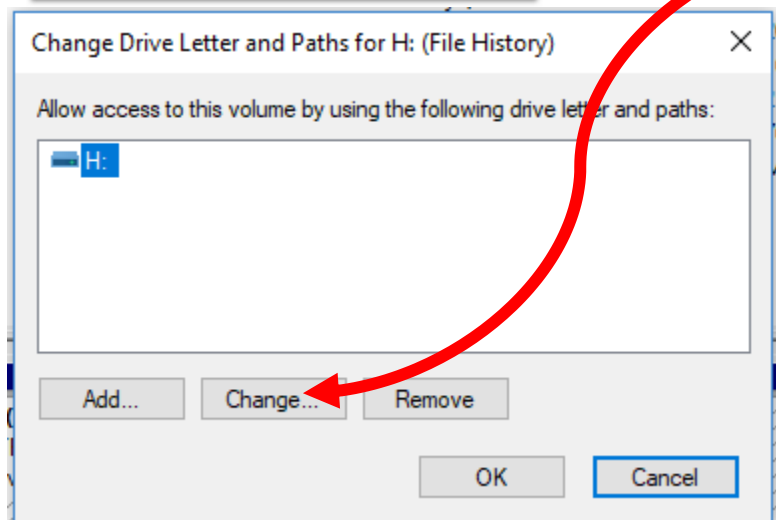 Change Drive Letter and Paths for H: (File History)
Allow access to this volume by using the following drive letter and paths:
H:
Add... Change... Remove
OK Cancel